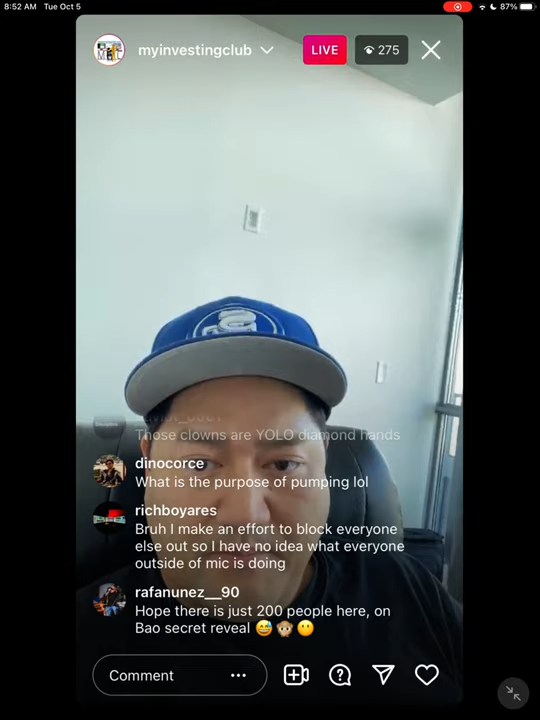 8:52 AM Tue Oct 5
87%
myinvestingclub
LIVE
275
Those clowns are YOLO diamond hands
dinocorce
What is the purpose of pumping lol
richboyares
Bruh I make an effort to block everyone
else out so I have no idea what everyone
outside of mic is doing
rafanunez__90
Hope there is just 200 people here, on
Bao secret reveal 😅🙊😶
Comment